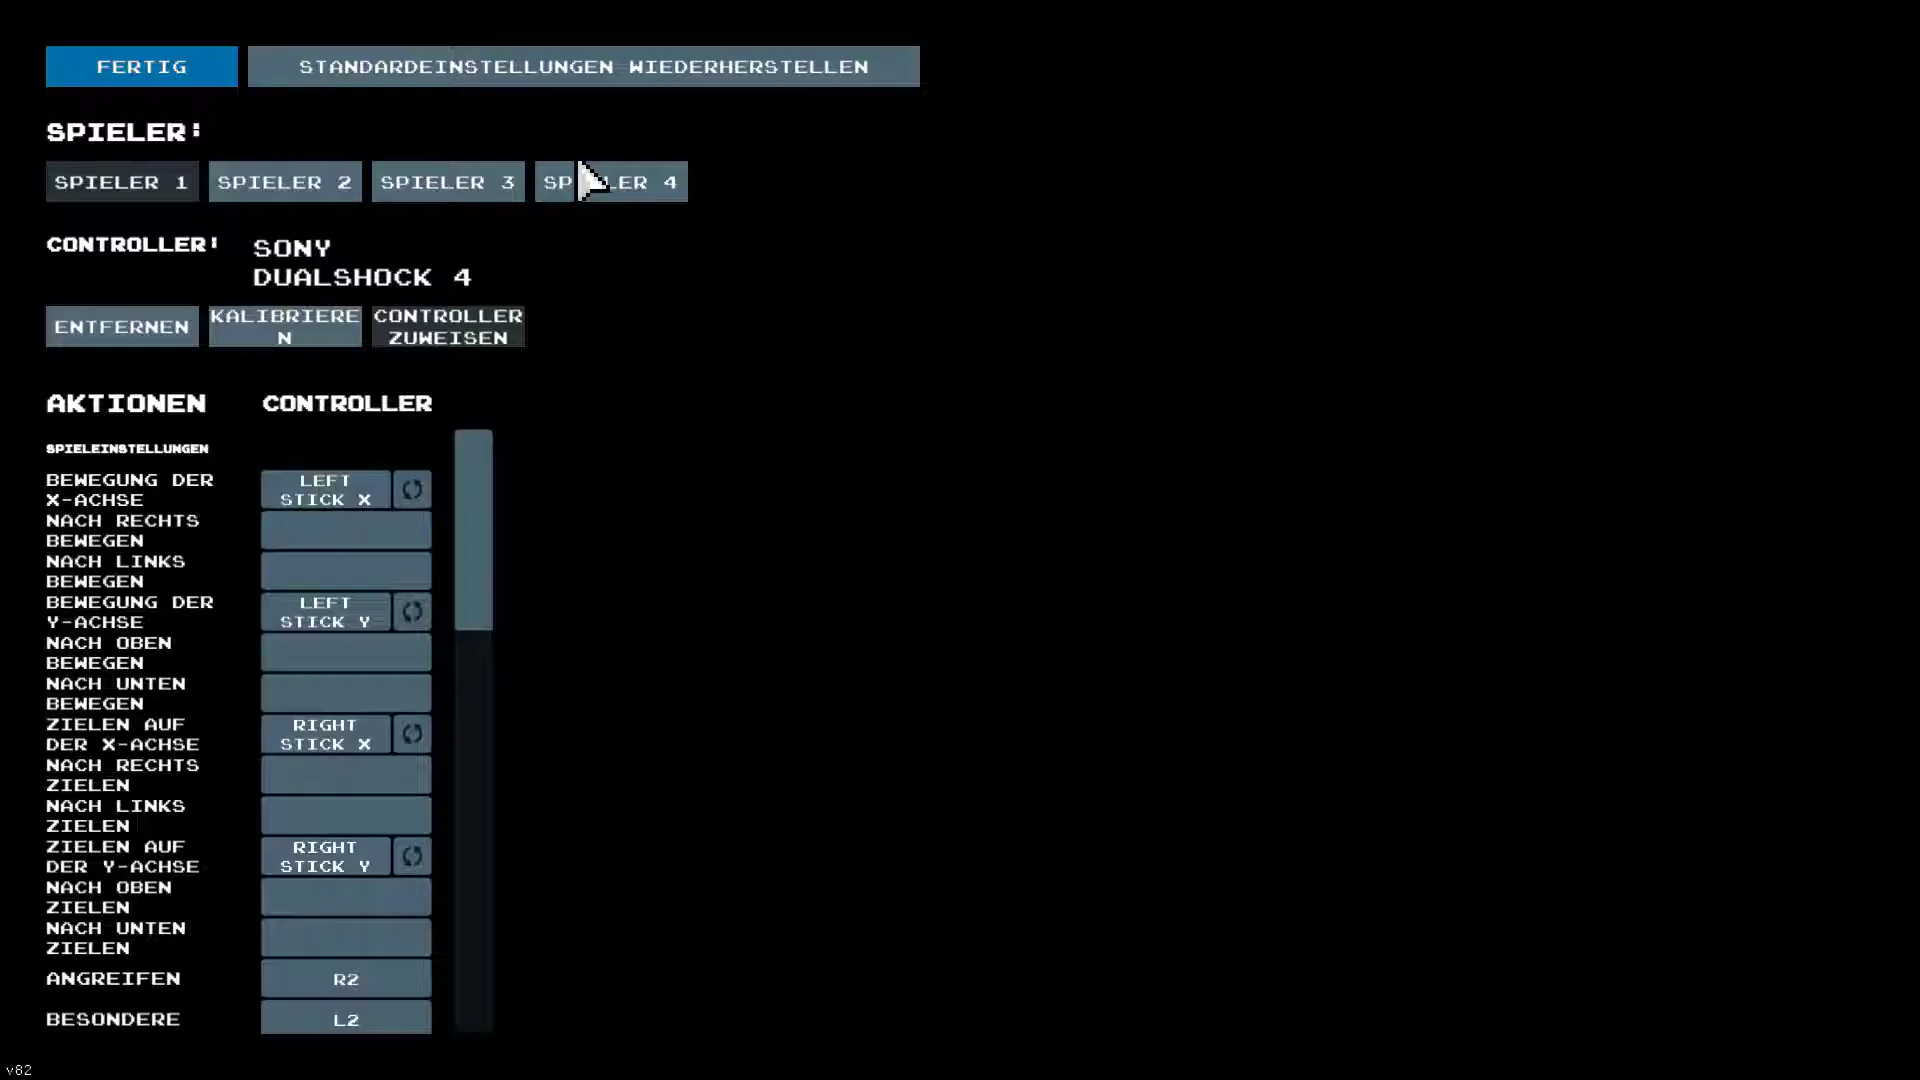 FERTIG STANDARDEINSTELLUNGEN WIEDERHERSTELLEN
SPIELER:
SPIELER 1 SPIELER 2 SPIELER 3 SP LER 4
CONTROLLER: SONY
DUALSHOCK 4
ENTFERNEN KALIBRIERE
N CONTROLLER
ZUWEISEN
AKTIONEN CONTROLLER
SPIELEINSTELLUNGEN
BEWEGUNG DER
X-ACHSE
LEFT
STICK X
NACH RECHTS
BEWEGEN
NACH LINKS
BEWEGEN
BEWEGUNG DER
Y-ACHSE
LEFT
STICK Y
NACH OBEN
BEWEGEN
NACH UNTEN
BEWEGEN
ZIELEN AUF
DER X-ACHSE
RIGHT
STICK X
NACH RECHTS
ZIELEN
NACH LINKS
ZIELEN
ZIELEN AUF
DER Y-ACHSE
RIGHT
STICK Y
NACH OBEN
ZIELEN
NACH UNTEN
ZIELEN
ANGREIFEN R2
BESONDERE L2
v82